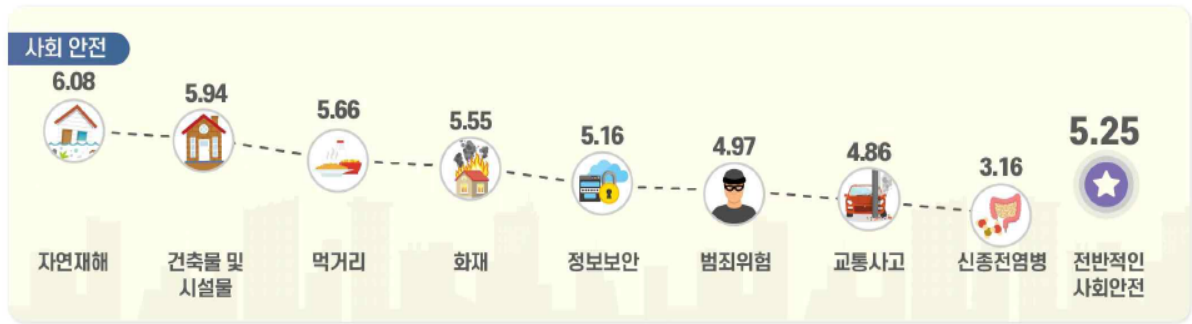 사회 안전
6.08
5.94
5.66
5.55
5.16
4.97
4.86
3.16
5.25
자연재해
건축물 및
시설물
먹거리
화재
정보보안
범죄위험
교통사고
신종전염병
전반적인
사회안전